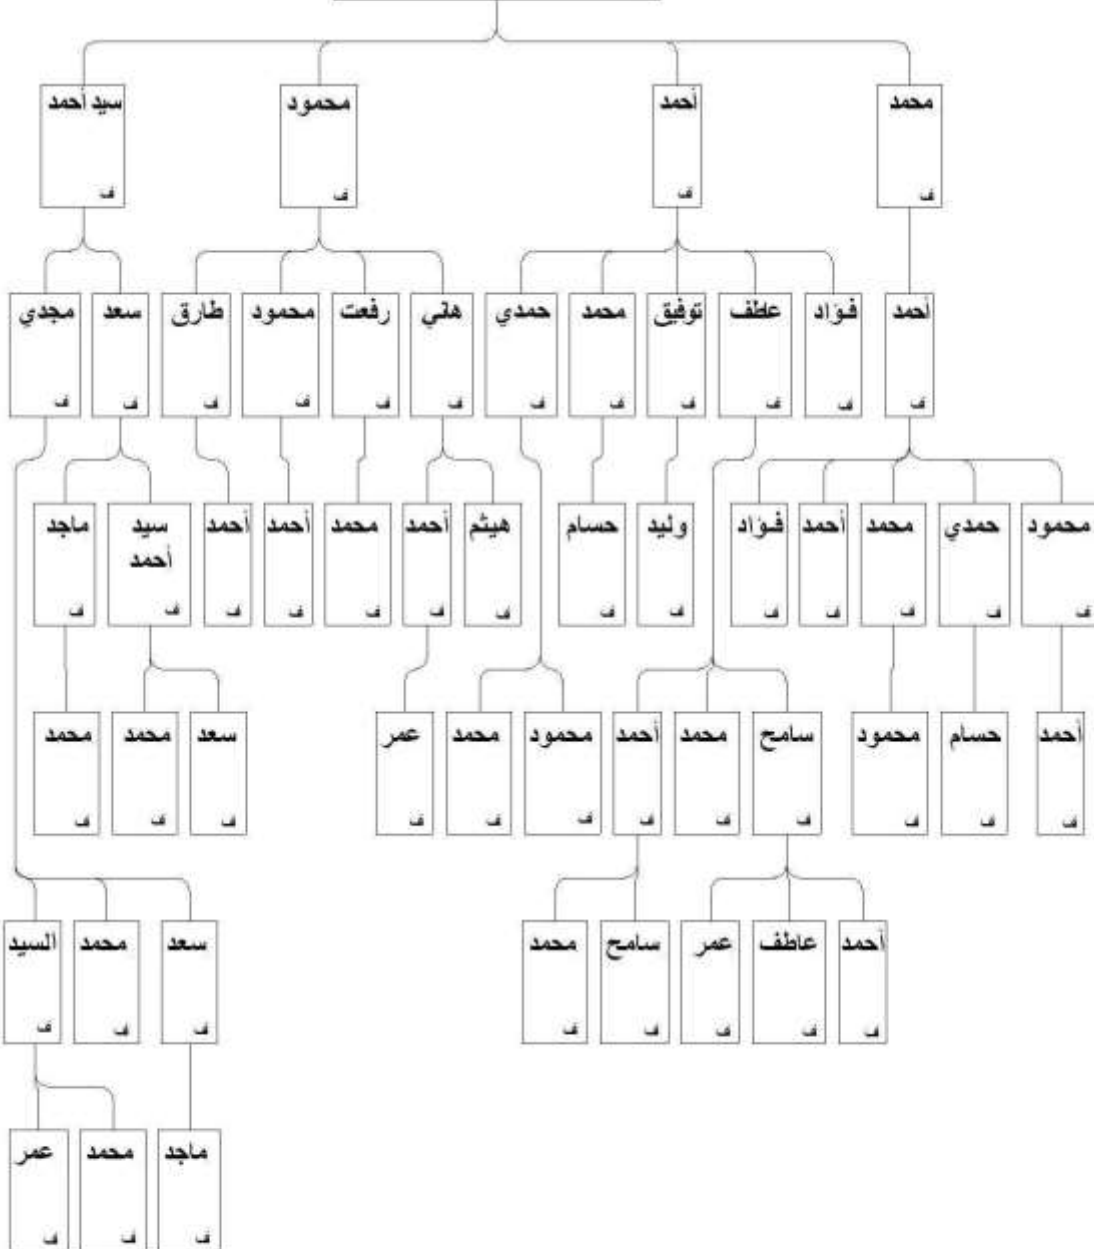 محمد
أحمد
محمود
سيد أحمد
ف
ف
ف
ف
أحمد
فؤاد
عاطف
توفيق
محمد
حمدي
هاني
رفعت
محمود
طارق
سعد
مجدي
ف
ف
ف
ف
ف
ف
ف
ف
ف
ف
ف
ف
محمود
حمدي
محمد
أحمد
فؤاد
وليد
حسام
هيثم
أحمد
محمد
أحمد
أحمد
سيد
أحمد
ماجد
ف
ف
ف
ف
ف
ف
ف
ف
ف
ف
ف
ف
ف
ف
أحمد
حسام
محمود
سامح
محمد
أحمد
محمود
محمد
عمر
سعد
محمد
محمد
ف
ف
ف
ف
ف
ف
ف
ف
ف
ف
ف
ف
أحمد
عاطف
عمر
سامح
محمد
سعد
محمد
السيد
ف
ف
ف
ف
ف
ف
ف
ف
ماجد
محمد
عمر
ف
ف
ف